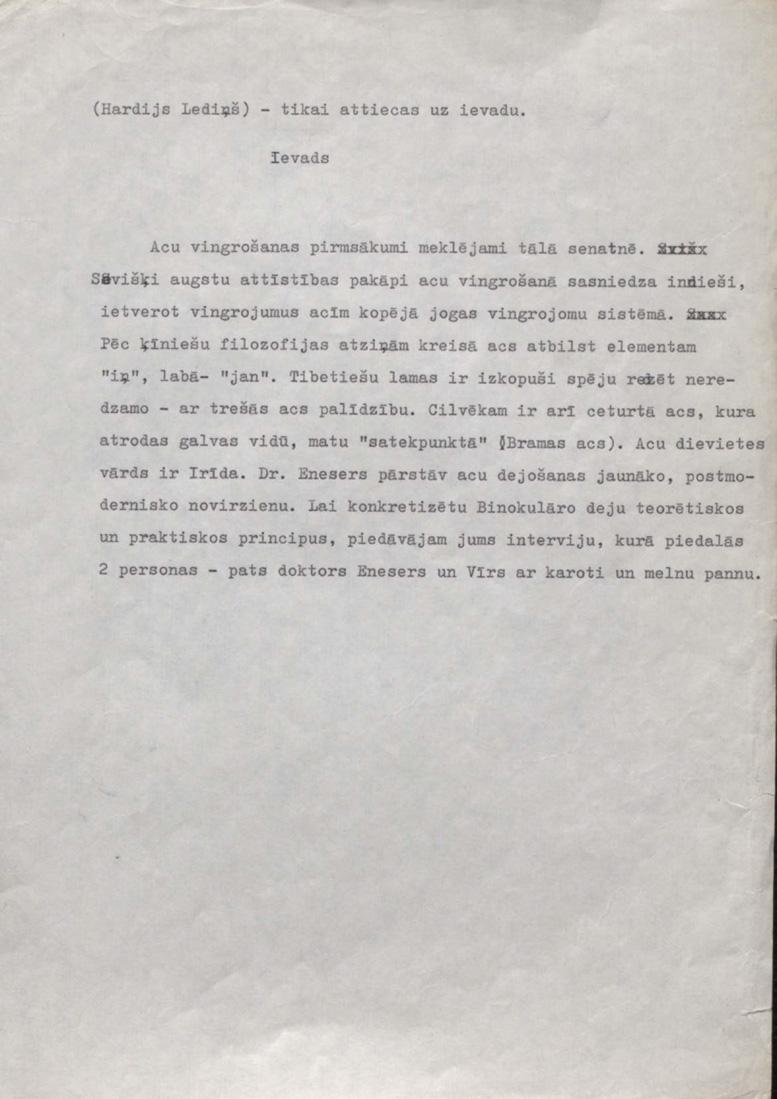 (Hardijs Lediņš) - tikai attiecas uz ievadu.
Ievads
Acu vingrošanas pirmsākumi meklējami tālā senatnē.
Sāvišķi augstu attīstības pakāpi acu vingrošanā sasniedza indieši,
ietverot vingrojumus acīm kopējā jogas vingrojomu sistēmā.
Pēc ķīniešu filozofijas atziņām kreisā acs atbilst elementam
"iņ", labā- "jan". Tibetiešu lamas ir izkopuši spēju redzēt nere-
dzamo - ar trešās acs palīdzību. Cilvēkam ir arī ceturtā acs, kura
atrodas galvas vidū, matu "satekpunktā" (Bramas acs). Acu dievietes
vārds ir Irīda. Dr. Enesers pārstāv acu dejošanas jaunāko, postmo-
dernisko novirzienu. Lai konkretizētu Binokulāro deju teorētiskos
un praktiskos principus, piedāvājam jums interviju, kurā piedalās
2 personas - pats doktors Enesers un Vīrs ar karoti un melnu pannu.